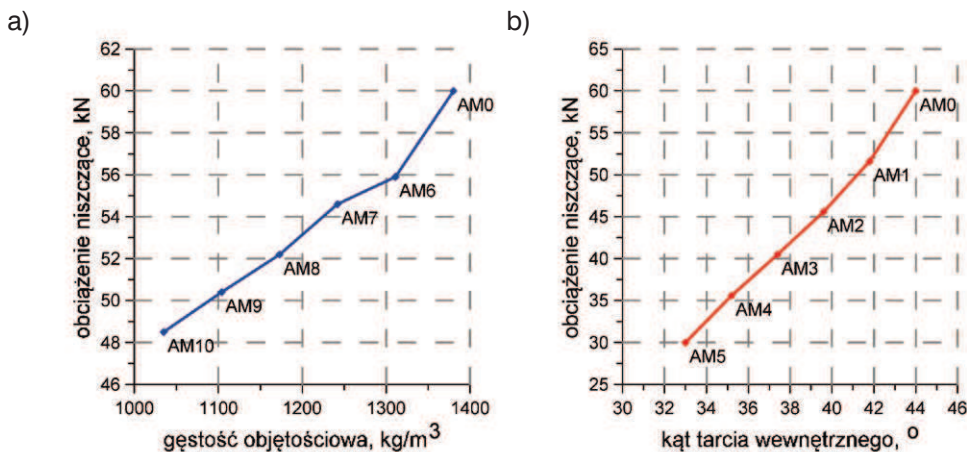 a)
62
60
58
56
54
52
50
48
46
obciążenie niszczące, kN
AM0
AM6
AM7
AM8
AM9
AM10
1000 1100 1200 1300 1400
gęstość objętościowa, kg/m³
b)
65
60
55
50
45
40
35
30
25
obciążenie niszczące, kN
AM0
AM1
AM2
AM3
AM4
AM5
30 32 34 36 38 40 42 44 46
kąt tarcia wewnętrznego, °